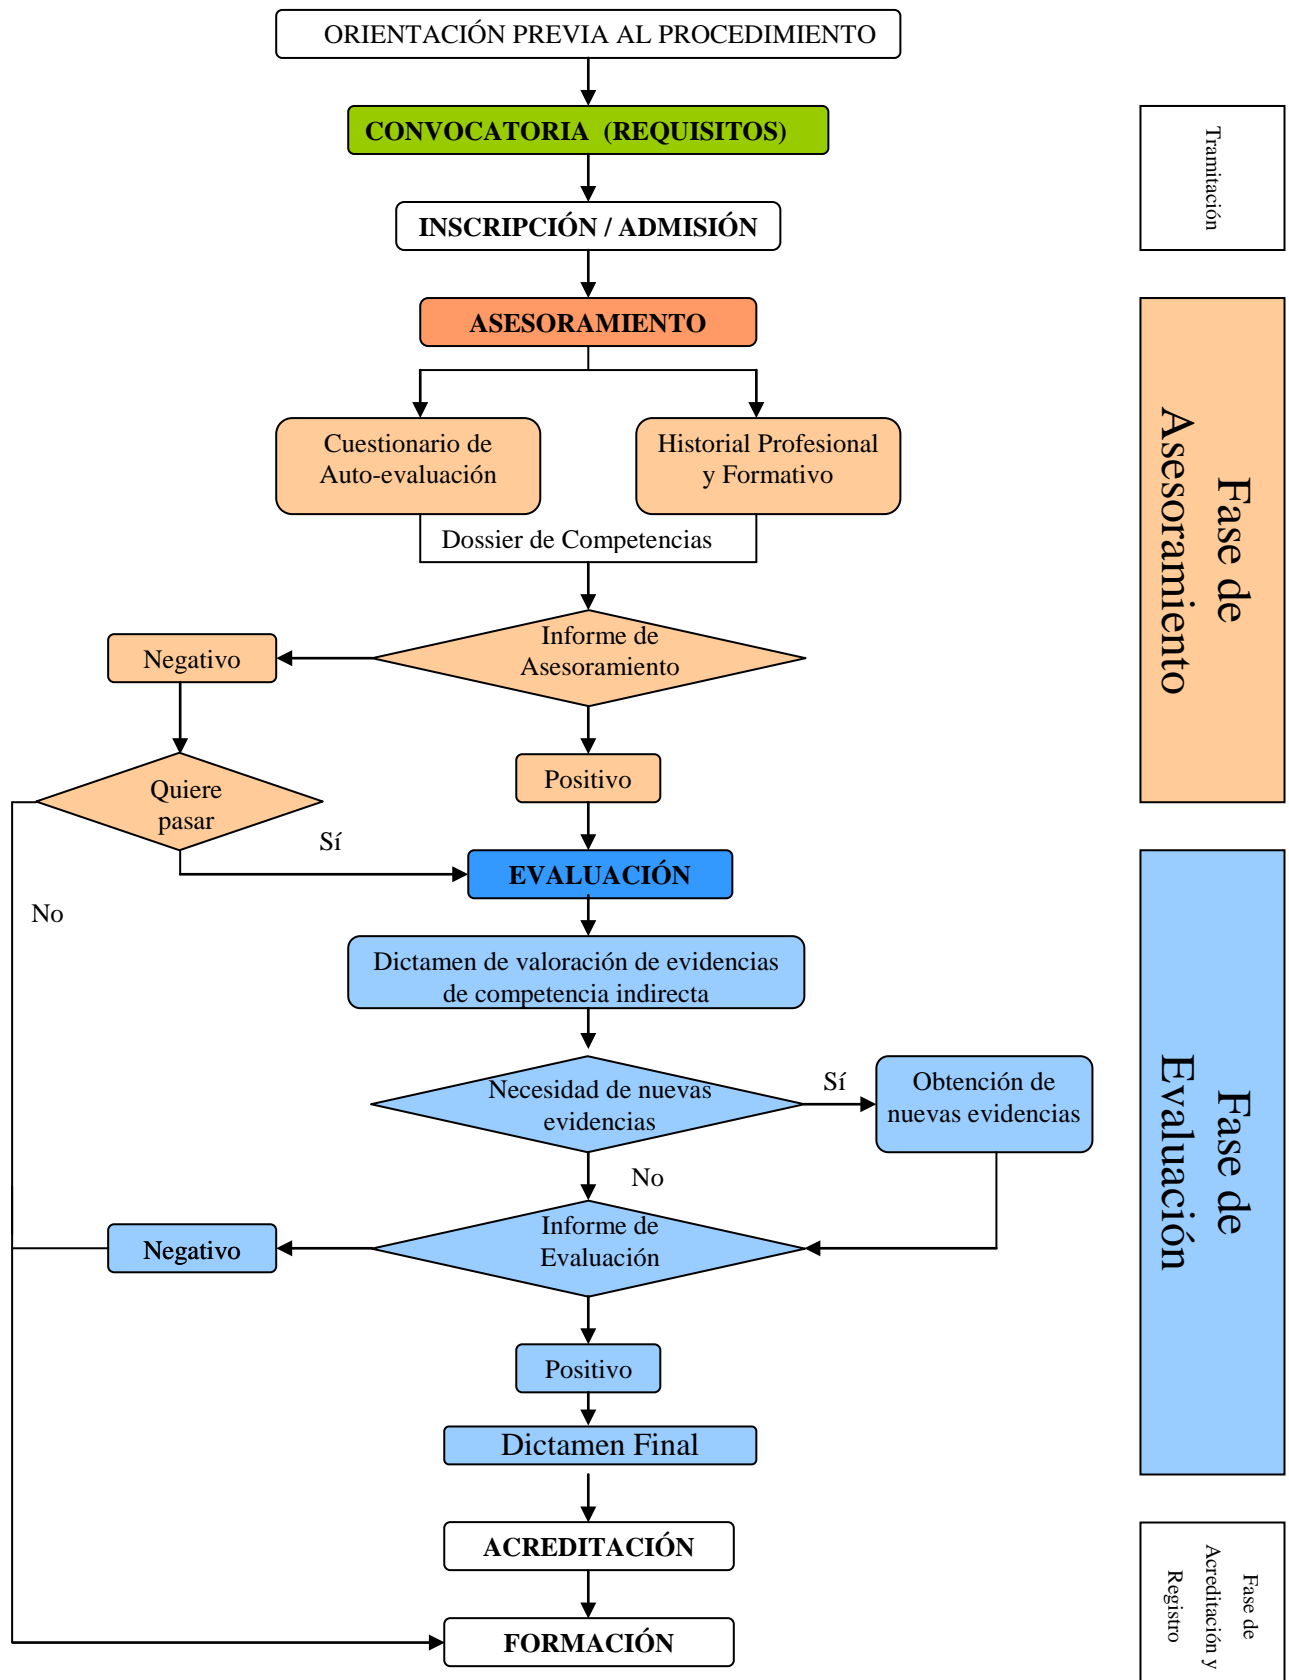 ORIENTACIÓN PREVIA AL PROCEDIMIENTO
CONVOCATORIA (REQUISITOS)
Tramitación
INSCRIPCIÓN / ADMISIÓN
ASESORAMIENTO
Cuestionario de
Auto-evaluación
Historial Profesional
y Formativo
Dossier de Competencias
Fase de
Asesoramiento
Informe de
Asesoramiento
Negativo
Positivo
Quiere
pasar
Sí
No
EVALUACIÓN
Dictamen de valoración de evidencias
de competencia indirecta
Necesidad de nuevas
evidencias
Sí
Obtención de
nuevas evidencias
No
Fase de
Evaluación
Informe de
Evaluación
Negativo
Positivo
Dictamen Final
ACREDITACIÓN
FORMACIÓN
Fase de
Acreditación y
Registro